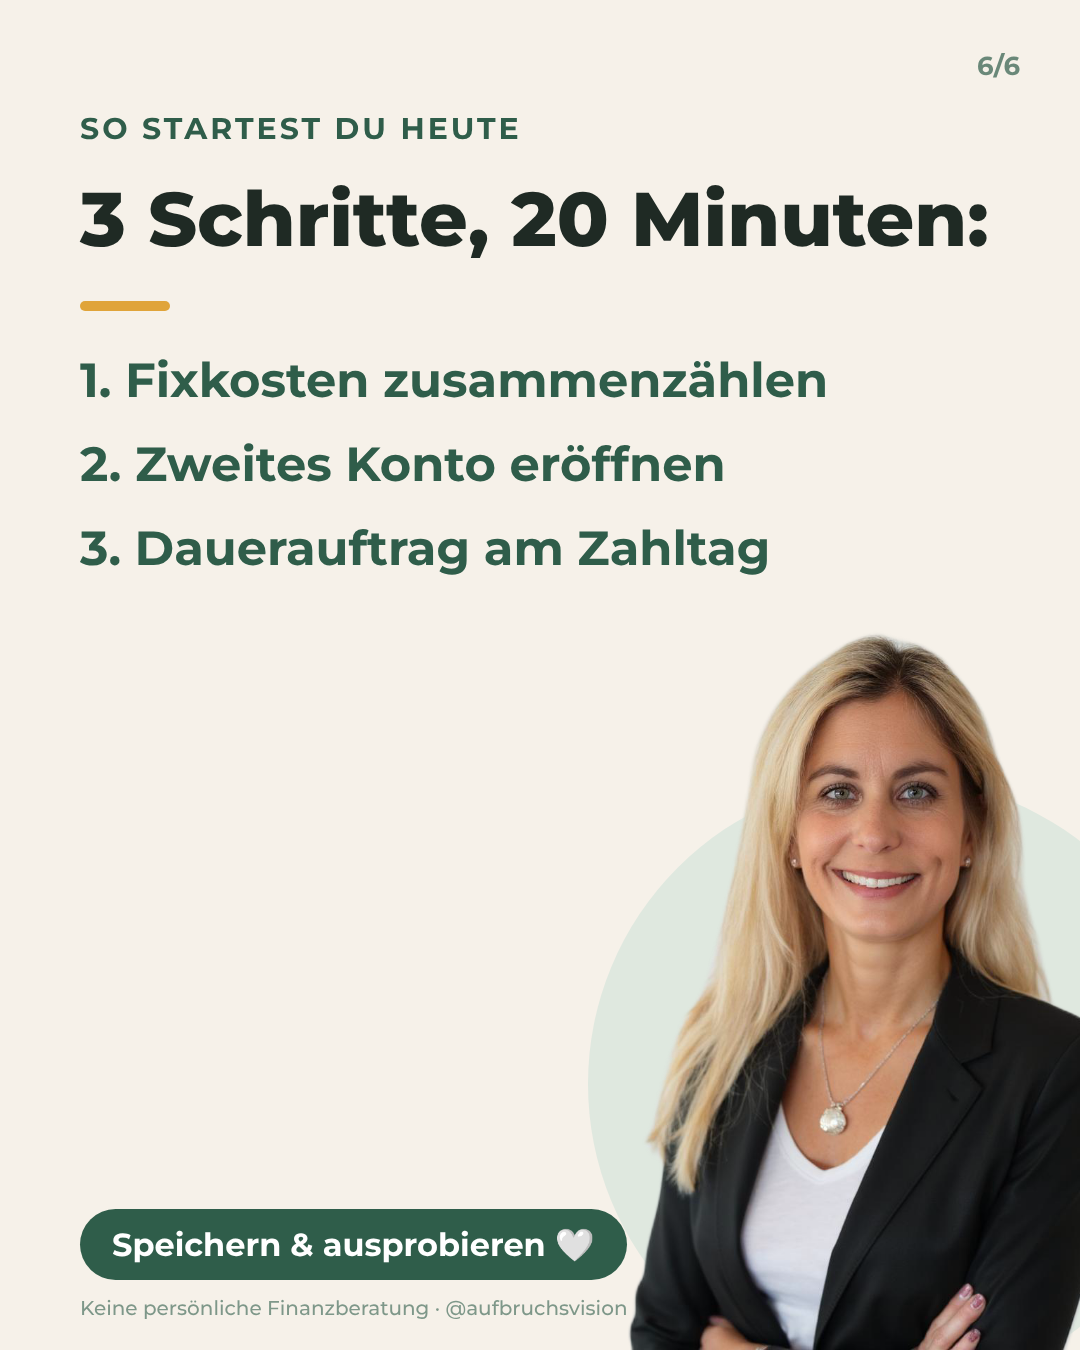 6/6
SO STARTEST DU HEUTE
3 Schritte, 20 Minuten:
1. Fixkosten zusammenzählen
2. Zweites Konto eröffnen
3. Dauerauftrag am Zahltag
Speichern & ausprobieren 🤍
Keine persönliche Finanzberatung · @aufbruchsvision